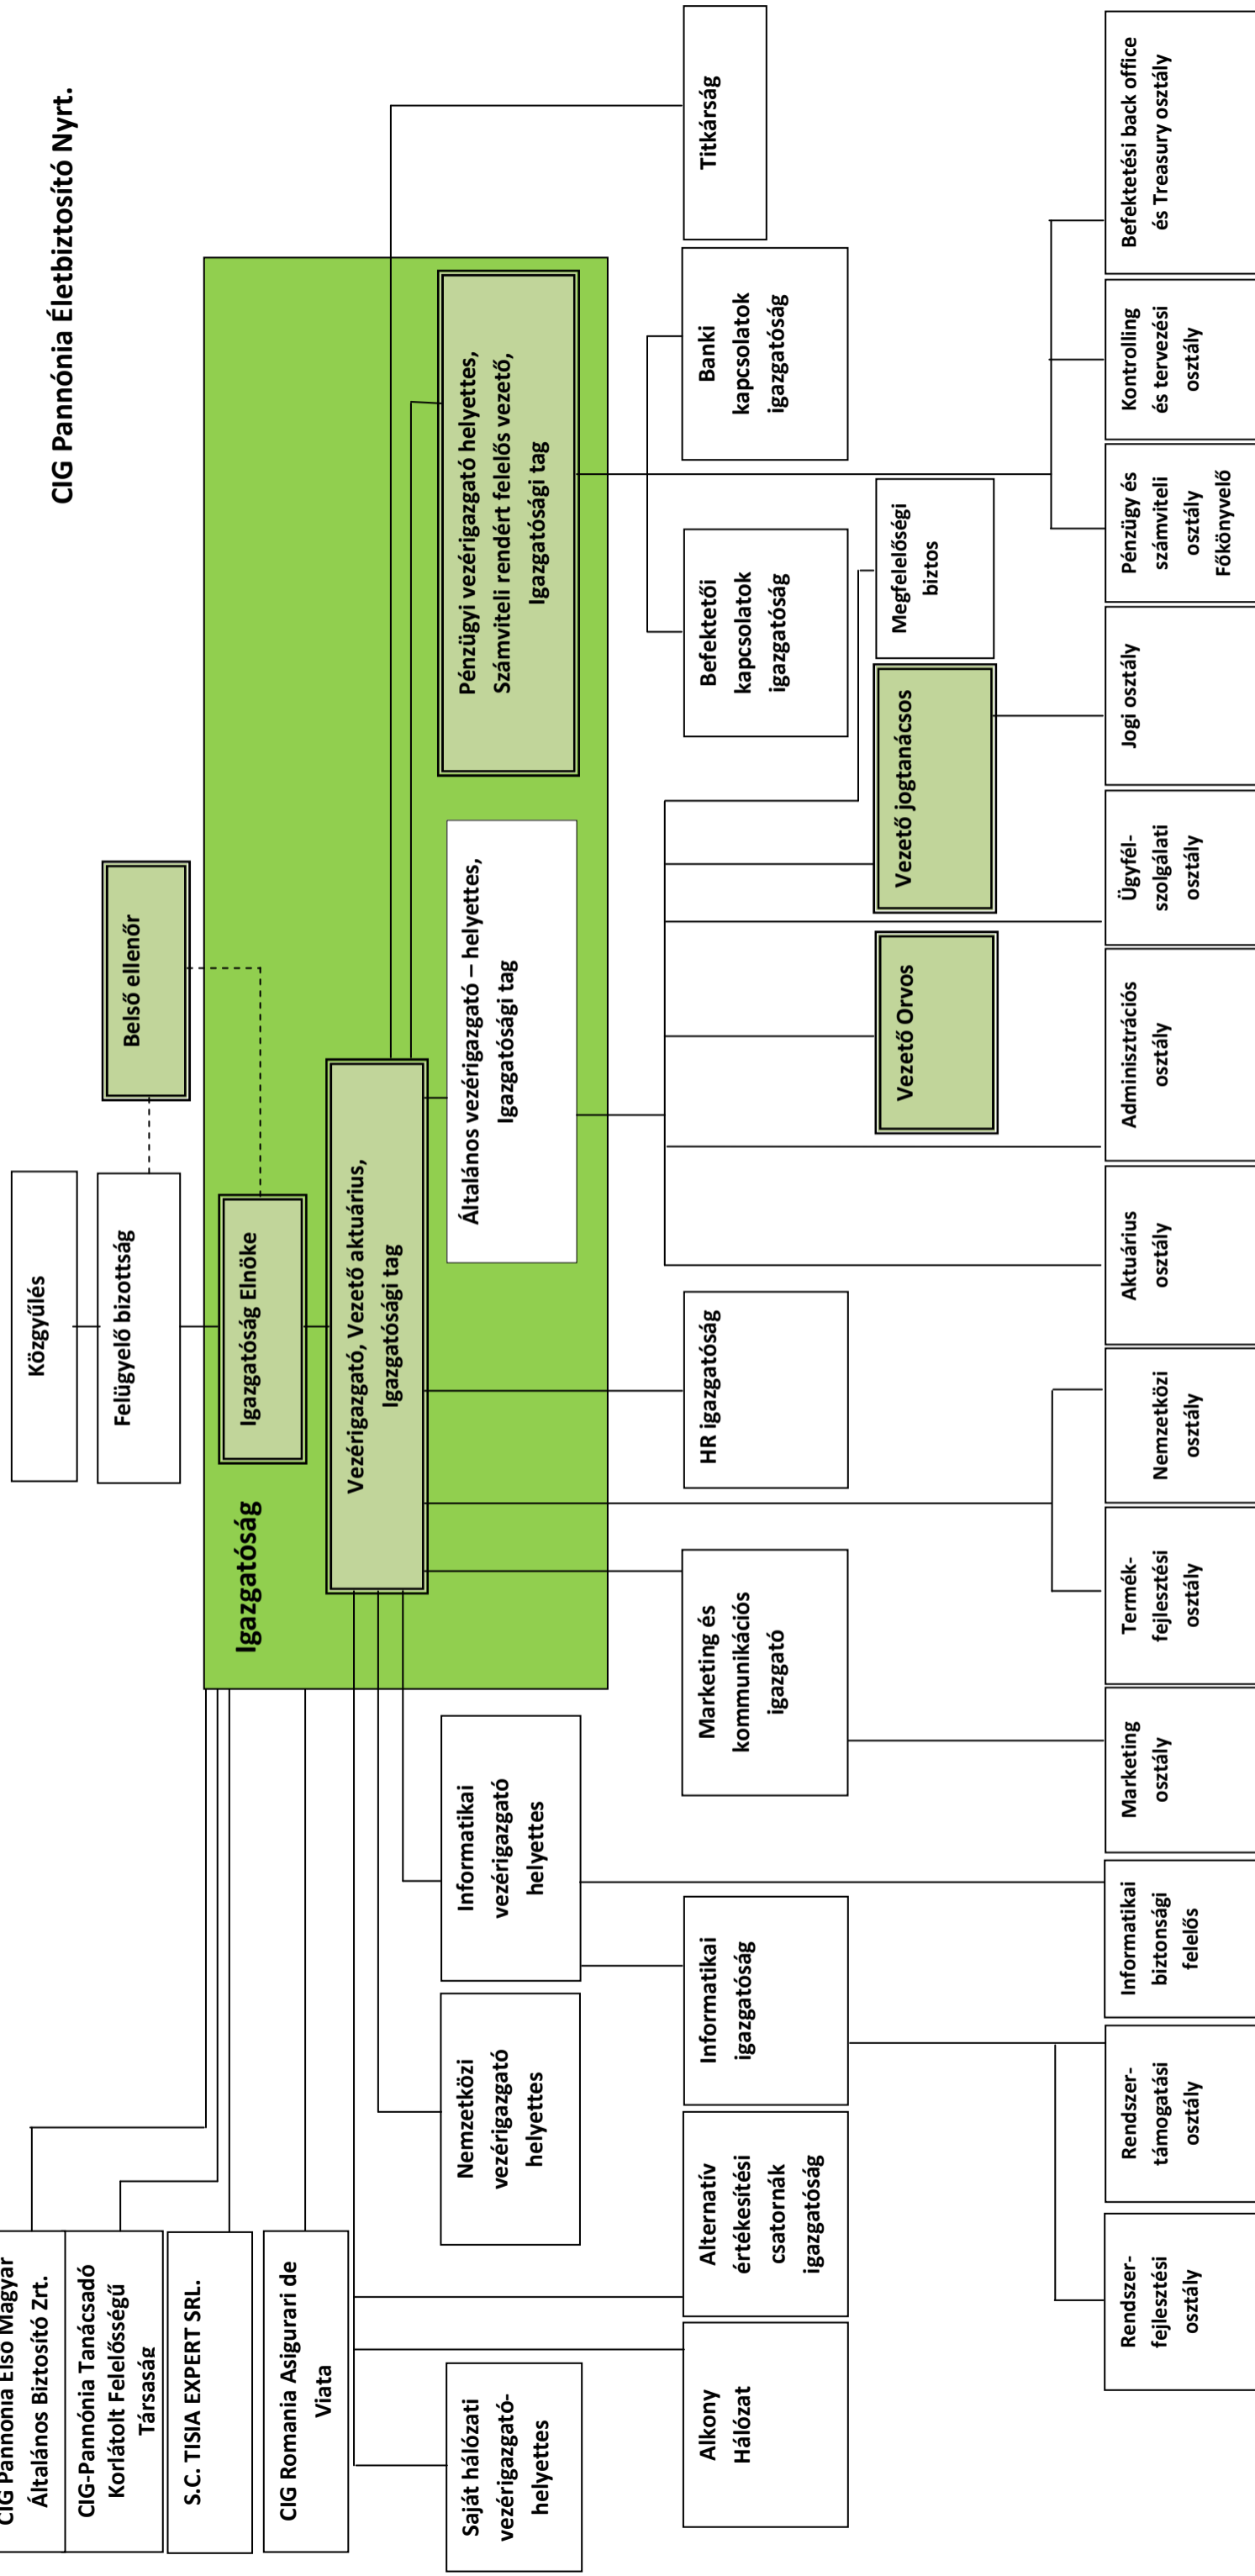 CIG Pannónia Első Magyar
Általános Biztosító Zrt.
CIG-Pannónia Tanácsadó
Korlátolt Felelősségű
Társaság
S.C. TISIA EXPERT SRL.
CIG Romania Asigurari de
Viata
Közgyűlés
Felügyelő bizottság
Belső ellenőr
CIG Pannónia Életbiztosító Nyrt.
Igazgatóság
Igazgatóság Elnöke
Vezérigazgató, Vezető aktuárius,
Igazgatósági tag
Saját hálózati
vezérigazgató-
helyettes
Nemzetközi
vezérigazgató
helyettes
Informatikai
vezérigazgató
helyettes
Általános vezérigazgató – helyettes,
Igazgatósági tag
Pénzügyi vezérigazgató helyettes,
Számviteli rendért felelős vezető,
Igazgatósági tag
Alkony
Hálózat
Alternatív
értékesítési
csatornák
igazgatóság
Informatikai
igazgatóság
Marketing és
kommunikációs
igazgató
HR igazgatóság
Befektetői
kapcsolatok
igazgatóság
Banki
kapcsolatok
igazgatóság
Titkárság
Vezető Orvos
Vezető jogtanácsos
Megfelelőségi
biztos
Rendszer-
fejlesztési
osztály
Rendszer-
támogatási
osztály
Informatikai
biztonsági
felelős
Marketing
osztály
Termék-
fejlesztési
osztály
Nemzetközi
osztály
Aktuárius
osztály
Adminisztrációs
osztály
Ügyfél-
szolgálati
osztály
Jogi osztály
Pénzügy és
számviteli
osztály
Főkönyvelő
Kontrolling
és tervezési
osztály
Befektetési back office
és Treasury osztály